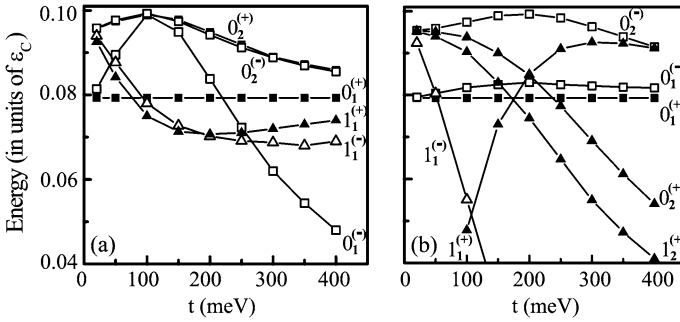 Energy (in units of ε_C)
0.10
0.08
0.06
0.04
0_2^(+)
0_2^(-)
0_1^(+)
1_1^(+)
1_1^(-)
0_1^(-)
(a)
0 100 200 300 400
t (meV)
0_2^(-)
0_1^(-)
0_1^(+)
1_1^(-)
0_2^(+)
1_1^(+)
1_2^(+)
(b)
0 100 200 300 400
t (meV)